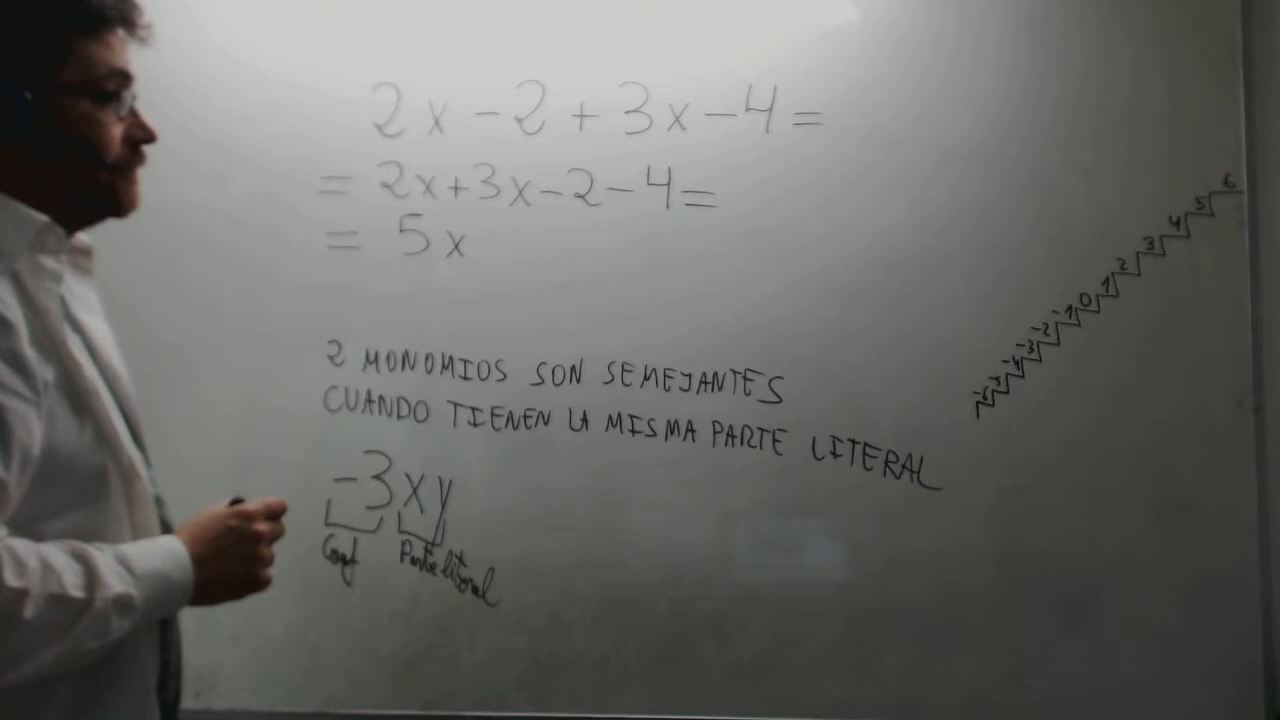 2x - 2 + 3x - 4 =
= 2x + 3x - 2 - 4 =
= 5x
2 MONOMIOS SON SEMEJANTES
CUANDO TIENEN LA MISMA PARTE LITERAL
-3xy
Coef Parte literal
-6 -5 -4 -3 -2 -1 0 1 2 3 4 5 6